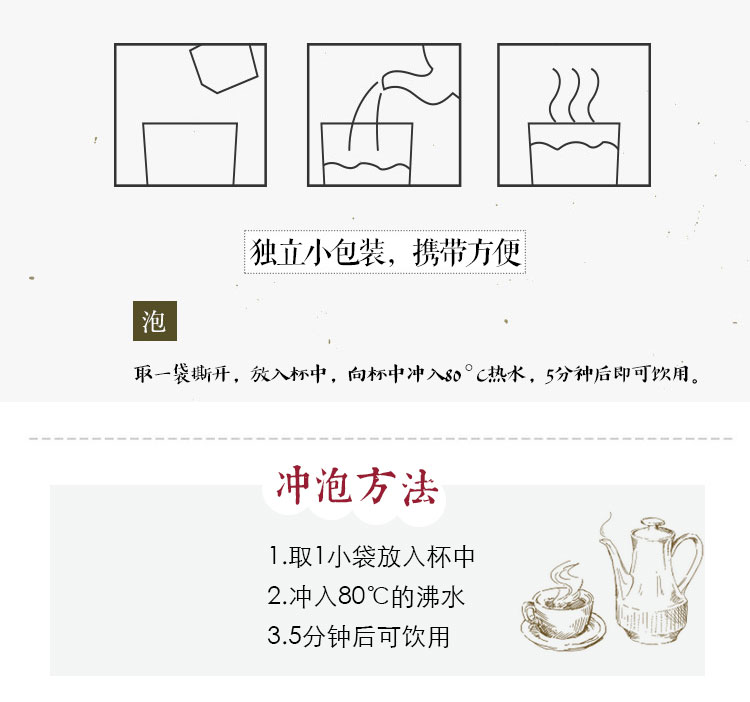 独立小包装，携带方便
泡
取一袋撕开，放入杯中，向杯中冲入80°C热水，5分钟后即可饮用。
冲泡方法
1.取1小袋放入杯中
2.冲入80℃的沸水
3.5分钟后可饮用